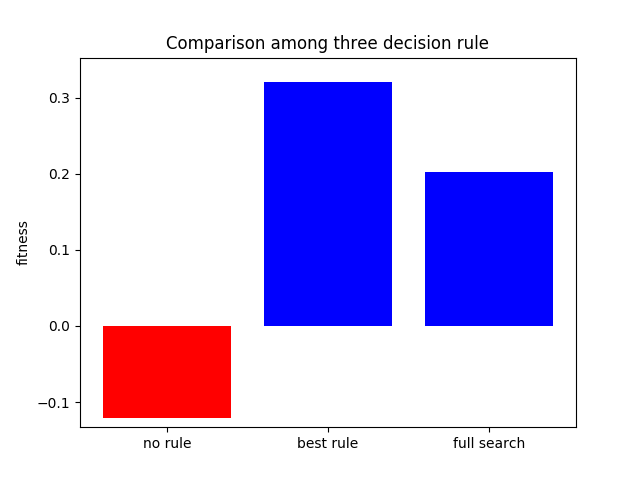 Comparison among three decision rule
fitness
0.3
0.2
0.1
0.0
−0.1
no rule
best rule
full search